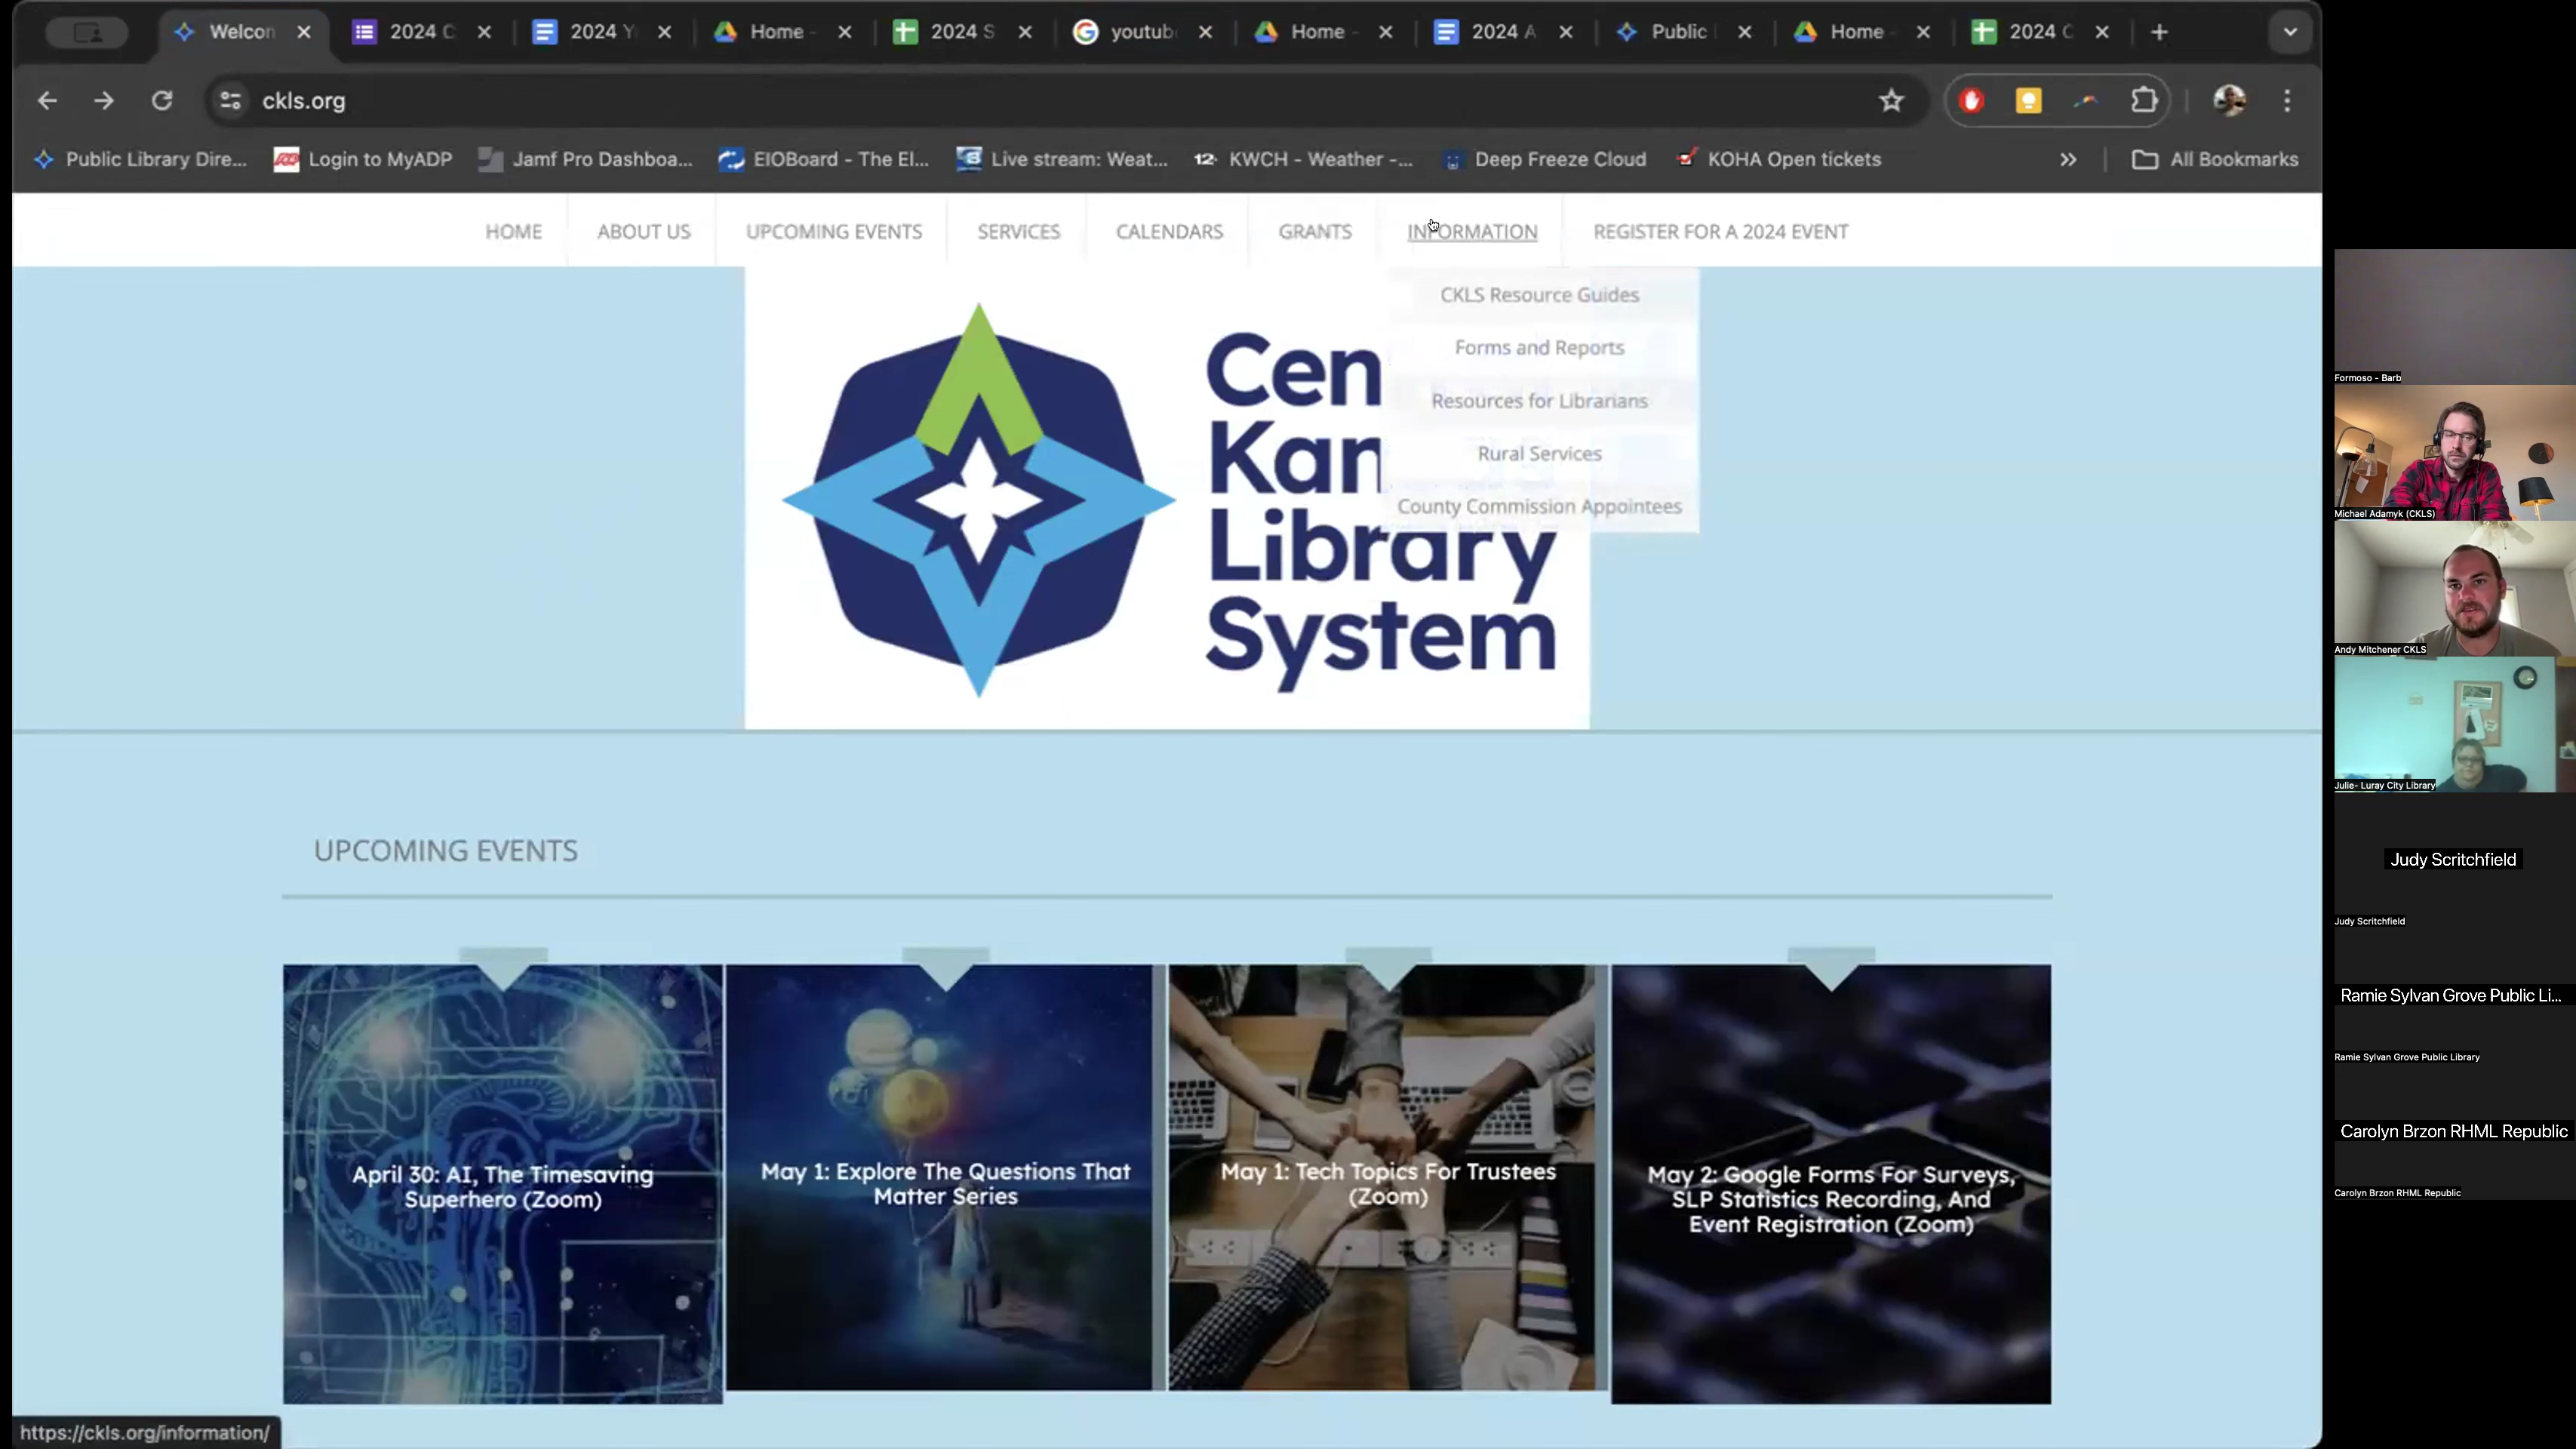 Welcon
2024 C
2024 Y
Home -
2024 S
youtub
Home -
2024 A
Public
Home -
2024 C
ckls.org
Public Library Dire...
Login to MyADP
Jamf Pro Dashboa...
EIOBoard - The EI...
Live stream: Weat...
12 KWCH - Weather -...
Deep Freeze Cloud
KOHA Open tickets
All Bookmarks
HOME
ABOUT US
UPCOMING EVENTS
SERVICES
CALENDARS
GRANTS
INFORMATION
REGISTER FOR A 2024 EVENT
CKLS Resource Guides
Forms and Reports
Resources for Librarians
Rural Services
County Commission Appointees
Cen
Kan
Library
System
UPCOMING EVENTS
April 30: AI, The Timesaving
Superhero (Zoom)
May 1: Explore The Questions That
Matter Series
May 1: Tech Topics For Trustees
(Zoom)
May 2: Google Forms For Surveys,
SLP Statistics Recording, And
Event Registration (Zoom)
https://ckls.org/information/
Formoso - Barb
Michael Adamyk (CKLS)
Andy Mitchener CKLS
Julie- Luray City Library
Judy Scritchfield
Judy Scritchfield
Ramie Sylvan Grove Public Li...
Ramie Sylvan Grove Public Library
Carolyn Brzon RHML Republic
Carolyn Brzon RHML Republic